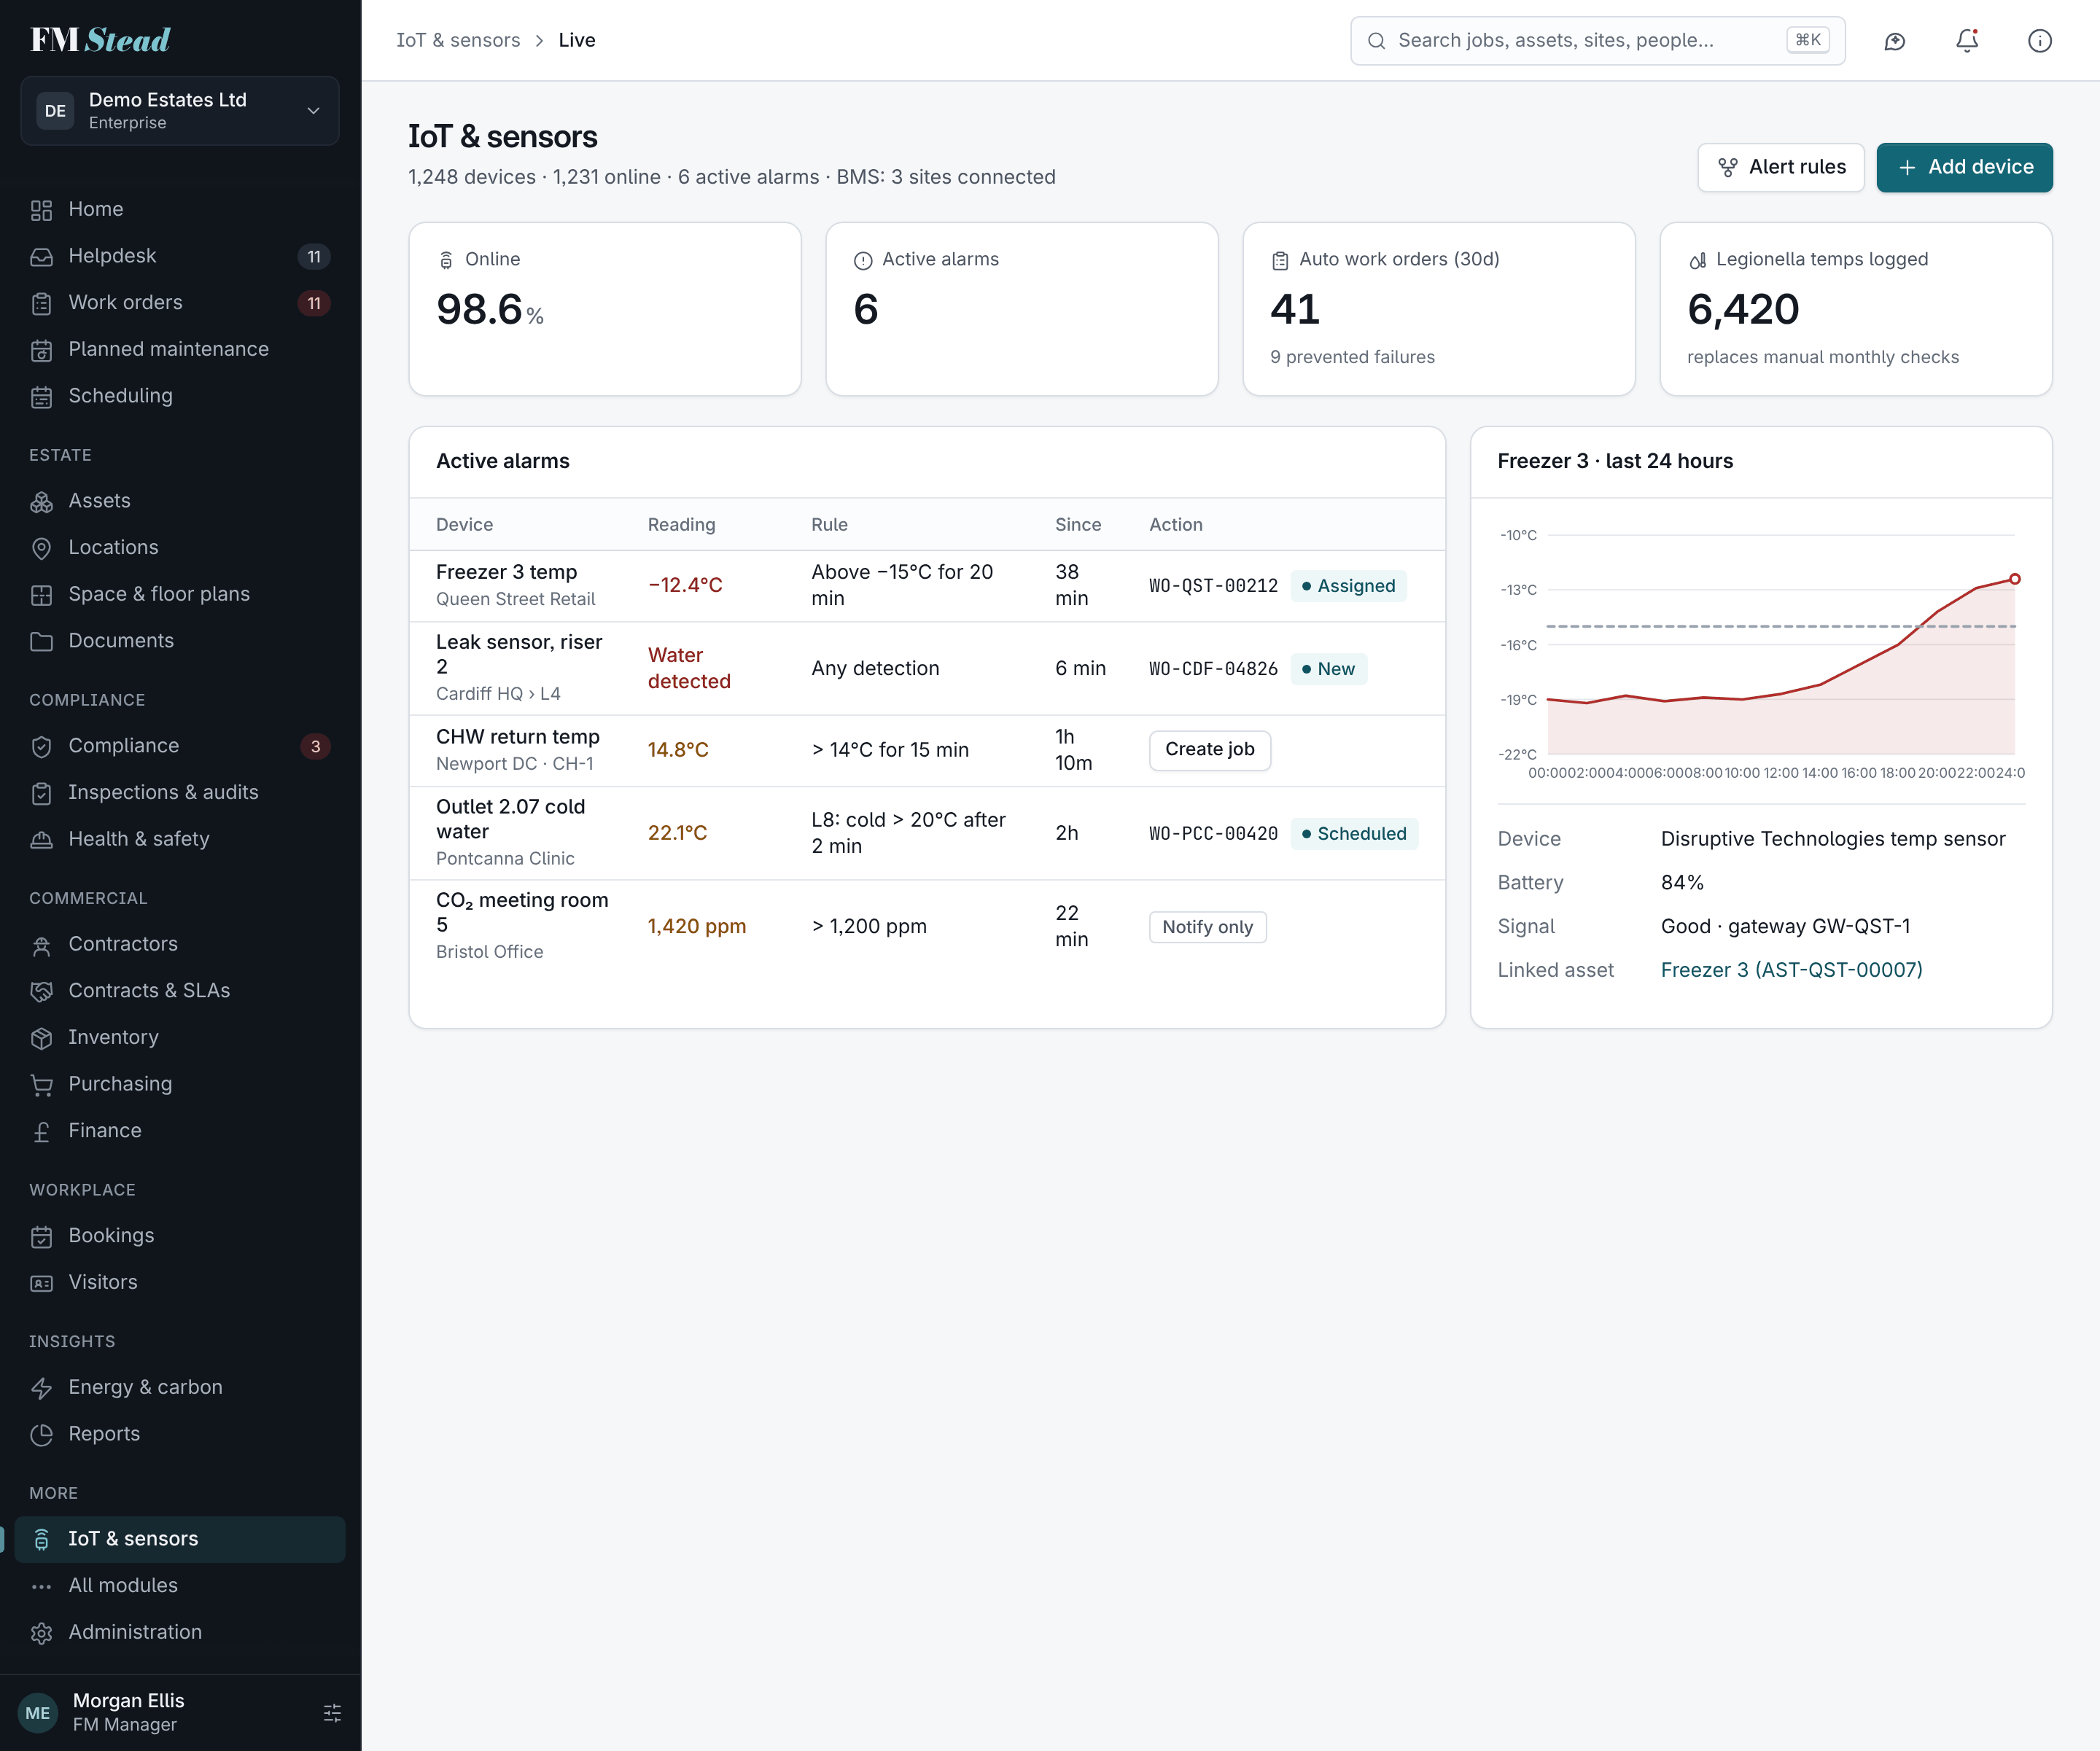 FM Stead
DE
Demo Estates Ltd
Enterprise
Home
Helpdesk 11
Work orders 11
Planned maintenance
Scheduling
ESTATE
Assets
Locations
Space & floor plans
Documents
COMPLIANCE
Compliance 3
Inspections & audits
Health & safety
COMMERCIAL
Contractors
Contracts & SLAs
Inventory
Purchasing
Finance
WORKPLACE
Bookings
Visitors
INSIGHTS
Energy & carbon
Reports
MORE
IoT & sensors
All modules
Administration
ME
Morgan Ellis
FM Manager
IoT & sensors > Live
Search jobs, assets, sites, people... ⌘K
IoT & sensors
1,248 devices · 1,231 online · 6 active alarms · BMS: 3 sites connected
Alert rules
+ Add device
Online
98.6%
Active alarms
6
Auto work orders (30d)
41
9 prevented failures
Legionella temps logged
6,420
replaces manual monthly checks
Active alarms
Device Reading Rule Since Action
Freezer 3 temp
Queen Street Retail
−12.4°C
Above −15°C for 20
min
38
min
WO-QST-00212 Assigned
Leak sensor, riser
2
Cardiff HQ › L4
Water
detected
Any detection
6 min
WO-CDF-04826 New
CHW return temp
Newport DC · CH-1
14.8°C
> 14°C for 15 min
1h
10m
Create job
Outlet 2.07 cold
water
Pontcanna Clinic
22.1°C
L8: cold > 20°C after
2 min
2h
WO-PCC-00420 Scheduled
CO₂ meeting room
5
Bristol Office
1,420 ppm
> 1,200 ppm
22
min
Notify only
Freezer 3 · last 24 hours
-10°C
-13°C
-16°C
-19°C
-22°C
00:00 02:00 04:00 06:00 08:00 10:00 12:00 14:00 16:00 18:00 20:00 22:00 24:0
Device Disruptive Technologies temp sensor
Battery 84%
Signal Good · gateway GW-QST-1
Linked asset Freezer 3 (AST-QST-00007)